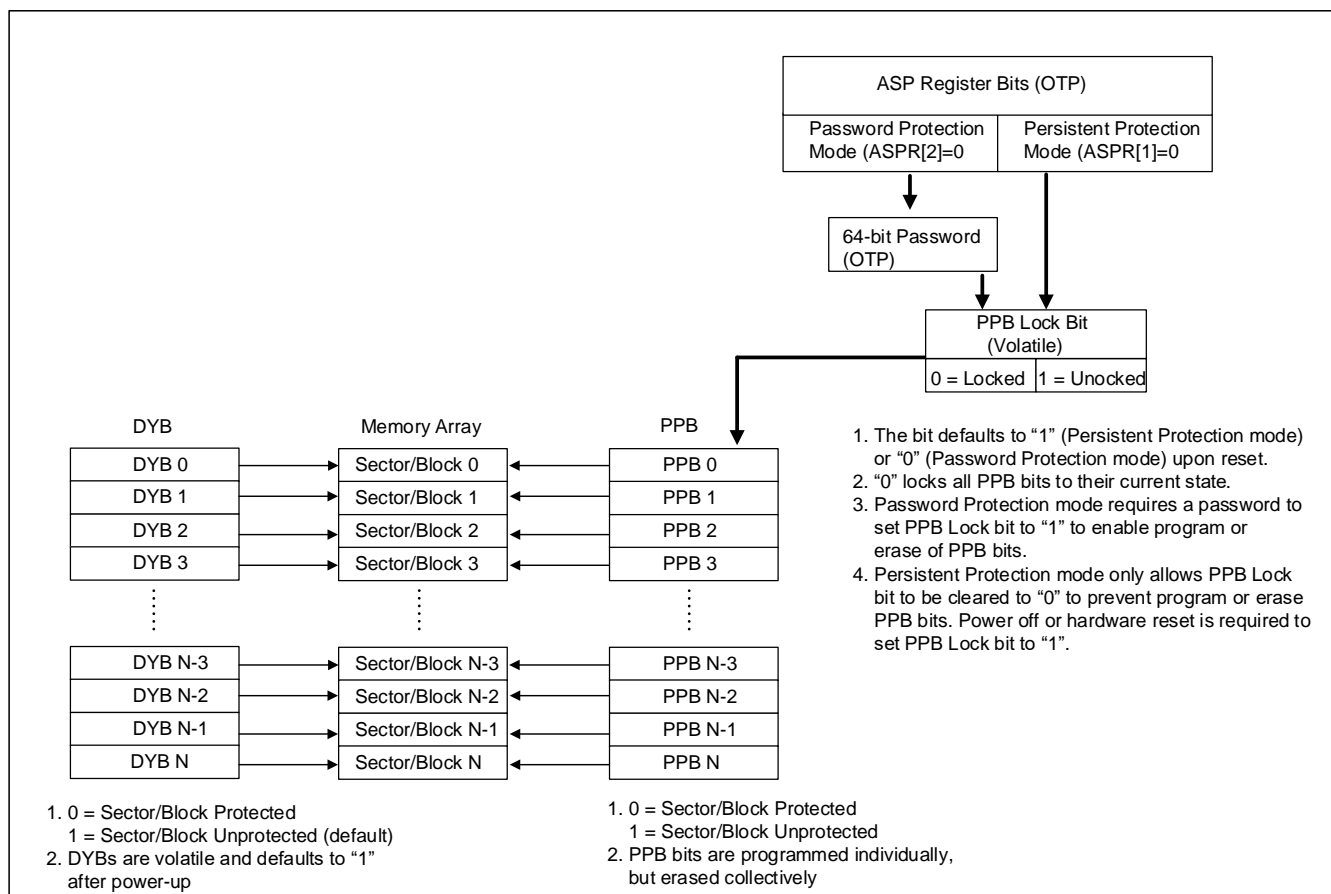 ASP Register Bits (OTP)
Password Protection
Mode (ASPR[2]=0
Persistent Protection
Mode (ASPR[1]=0
64-bit Password
(OTP)
PPB Lock Bit
(Volatile)
0 = Locked
1 = Unocked
1. The bit defaults to “1” (Persistent Protection mode)
or “0” (Password Protection mode) upon reset.
2. “0” locks all PPB bits to their current state.
3. Password Protection mode requires a password to
set PPB Lock bit to “1” to enable program or
erase of PPB bits.
4. Persistent Protection mode only allows PPB Lock
bit to be cleared to “0” to prevent program or erase
PPB bits. Power off or hardware reset is required to
set PPB Lock bit to “1”.
DYB
Memory Array
PPB
DYB 0
Sector/Block 0
PPB 0
DYB 1
Sector/Block 1
PPB 1
DYB 2
Sector/Block 2
PPB 2
DYB 3
Sector/Block 3
PPB 3
DYB N-3
Sector/Block N-3
PPB N-3
DYB N-2
Sector/Block N-2
PPB N-2
DYB N-1
Sector/Block N-1
PPB N-1
DYB N
Sector/Block N
PPB N
1. 0 = Sector/Block Protected
1 = Sector/Block Unprotected (default)
2. DYBs are volatile and defaults to “1”
after power-up
1. 0 = Sector/Block Protected
1 = Sector/Block Unprotected
2. PPB bits are programmed individually,
but erased collectively